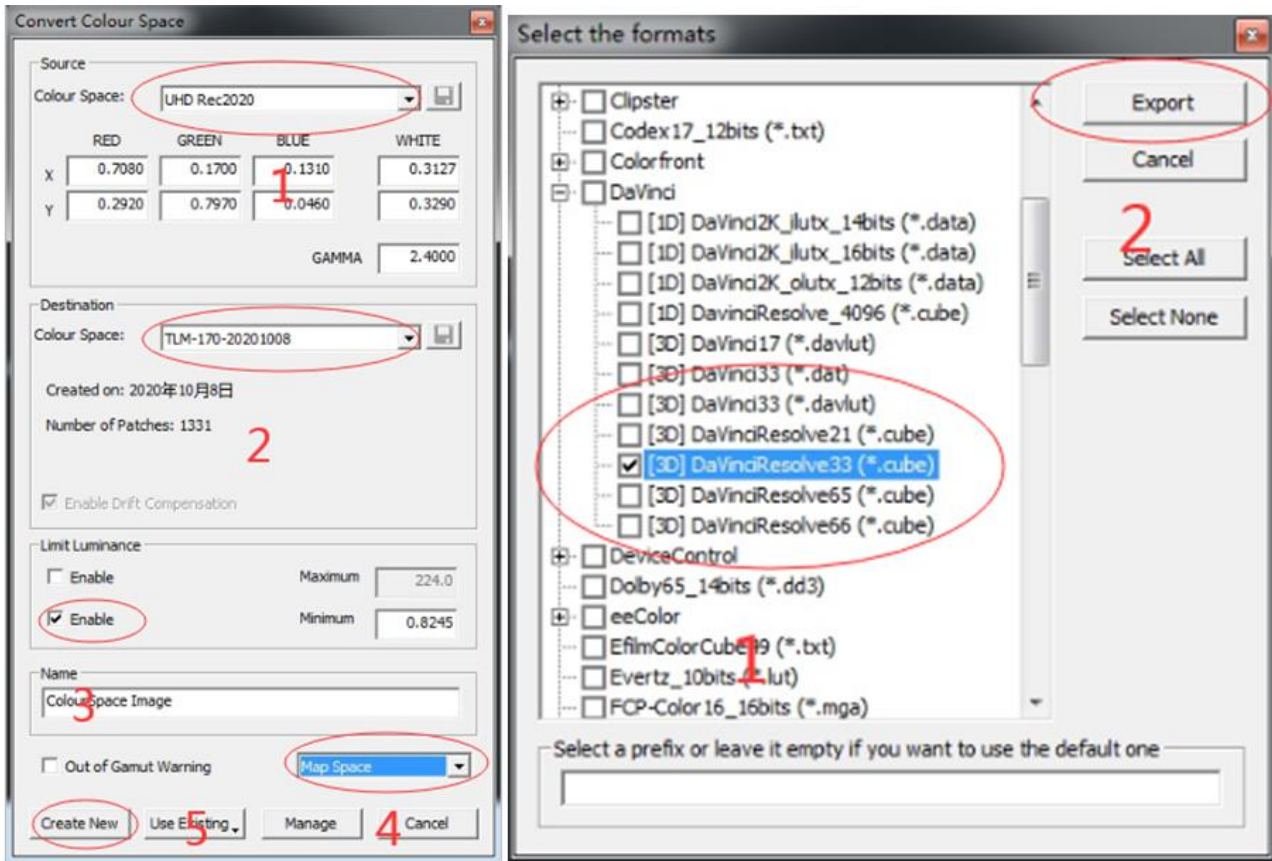 Convert Colour Space
Source
Colour Space: UHD Rec2020
RED GREEN BLUE WHITE
X 0.7080 0.1700 0.1310 0.3127
1
Y 0.2920 0.7970 0.0460 0.3290
GAMMA 2.4000
Destination
Colour Space: TLM-170-20201008
Created on: 2020年10月8日
Number of Patches: 1331
2
Enable Drift Compensation
Limit Luminance
Enable Maximum 224.0
Enable Minimum 0.8245
Name
ColourSpace Image
3
Out of Gamut Warning Map Space
Create New Use Existing Manage Cancel
5 4
Select the formats
Clipster
Codex17_12bits (*.txt)
Colorfront
DaVinci
[1D] DaVinci2K_ilutx_14bits (*.data)
[1D] DaVinci2K_ilutx_16bits (*.data)
[1D] DaVinci2K_olutx_12bits (*.data)
[1D] DaVinciResolve_4096 (*.cube)
[3D] DaVinci17 (*.davlut)
[3D] DaVinci33 (*.dat)
[3D] DaVinci33 (*.davlut)
[3D] DaVinciResolve21 (*.cube)
[3D] DaVinciResolve33 (*.cube)
[3D] DaVinciResolve65 (*.cube)
[3D] DaVinciResolve66 (*.cube)
DeviceControl
Dolby65_14bits (*.dd3)
eeColor
EfilmColorCube49 (*.txt)
1
Evertz_10bits (*.lut)
FCP-Color16_16bits (*.mga)
Export
Cancel
2
Select All
Select None
Select a prefix or leave it empty if you want to use the default one